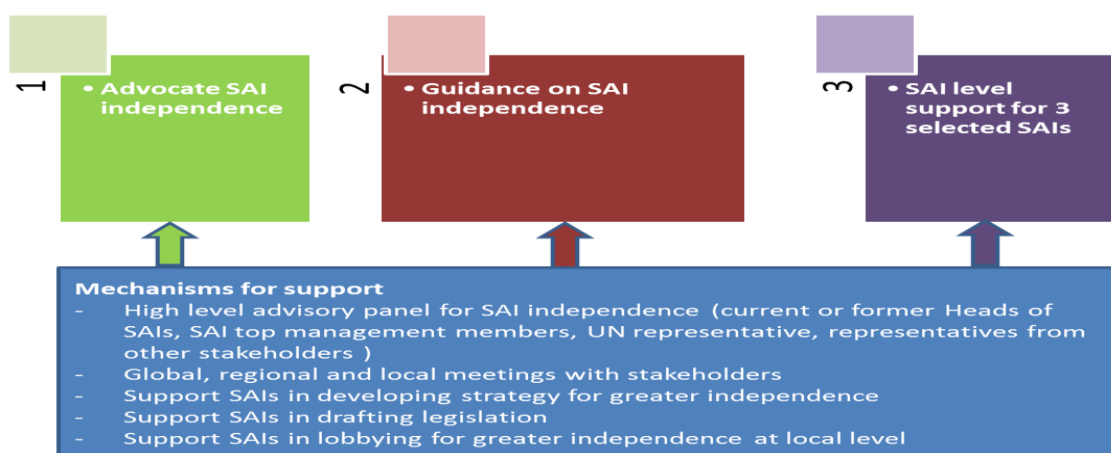 1
• Advocate SAI
independence
2
• Guidance on SAI
independence
3
• SAI level
support for 3
selected SAIs
Mechanisms for support
- High level advisory panel for SAI independence (current or former Heads of
SAIs, SAI top management members, UN representative, representatives from
other stakeholders )
- Global, regional and local meetings with stakeholders
- Support SAIs in developing strategy for greater independence
- Support SAIs in drafting legislation
- Support SAIs in lobbying for greater independence at local level